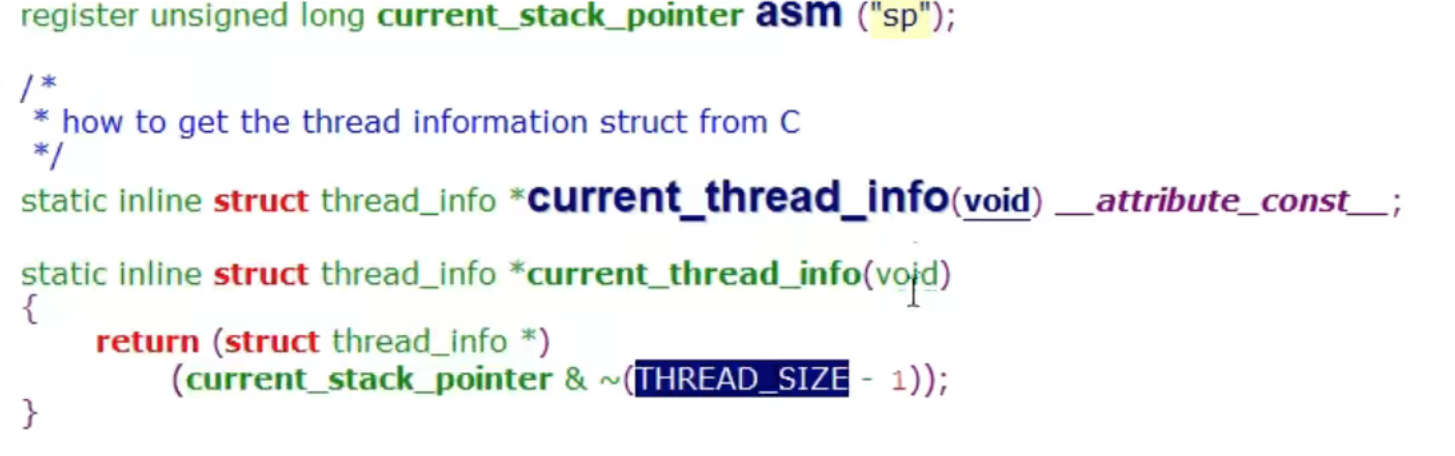 register unsigned long current_stack_pointer asm ("sp");
/*
* how to get the thread information struct from C
*/
static inline struct thread_info *current_thread_info(void) __attribute_const__;
static inline struct thread_info *current_thread_info(void)
{
return (struct thread_info *)
(current_stack_pointer & ~(THREAD_SIZE - 1));
}